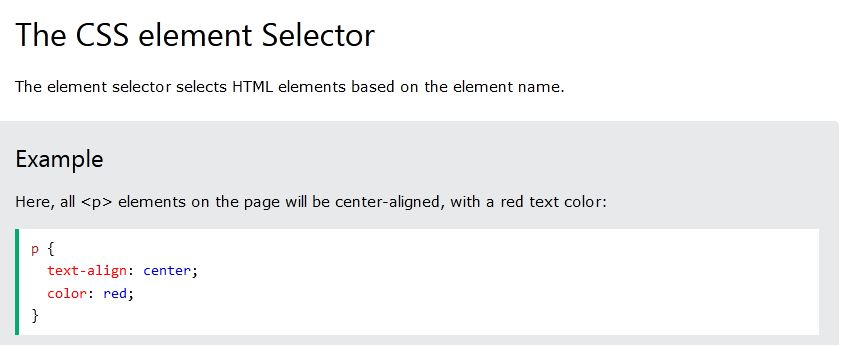 The CSS element Selector
The element selector selects HTML elements based on the element name.
Example
Here, all <p> elements on the page will be center-aligned, with a red text color:
p {
  text-align: center;
  color: red;
}